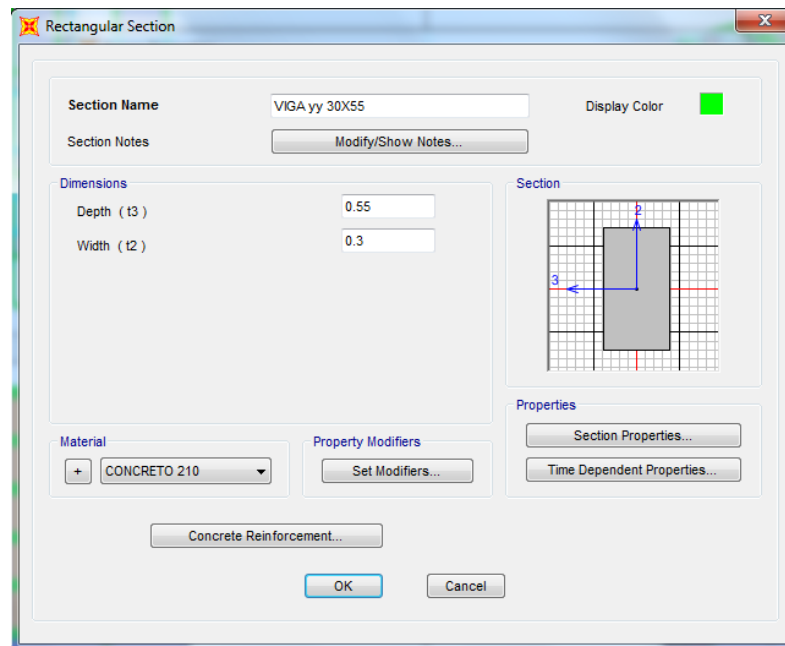 Rectangular Section
Section Name VIGA yy 30X55 Display Color
Section Notes Modify/Show Notes...
Dimensions
Depth ( t3 ) 0.55
Width ( t2 ) 0.3
Section
2
3
Properties
Section Properties...
Time Dependent Properties...
Material
+ CONCRETO 210
Property Modifiers
Set Modifiers...
Concrete Reinforcement...
OK Cancel